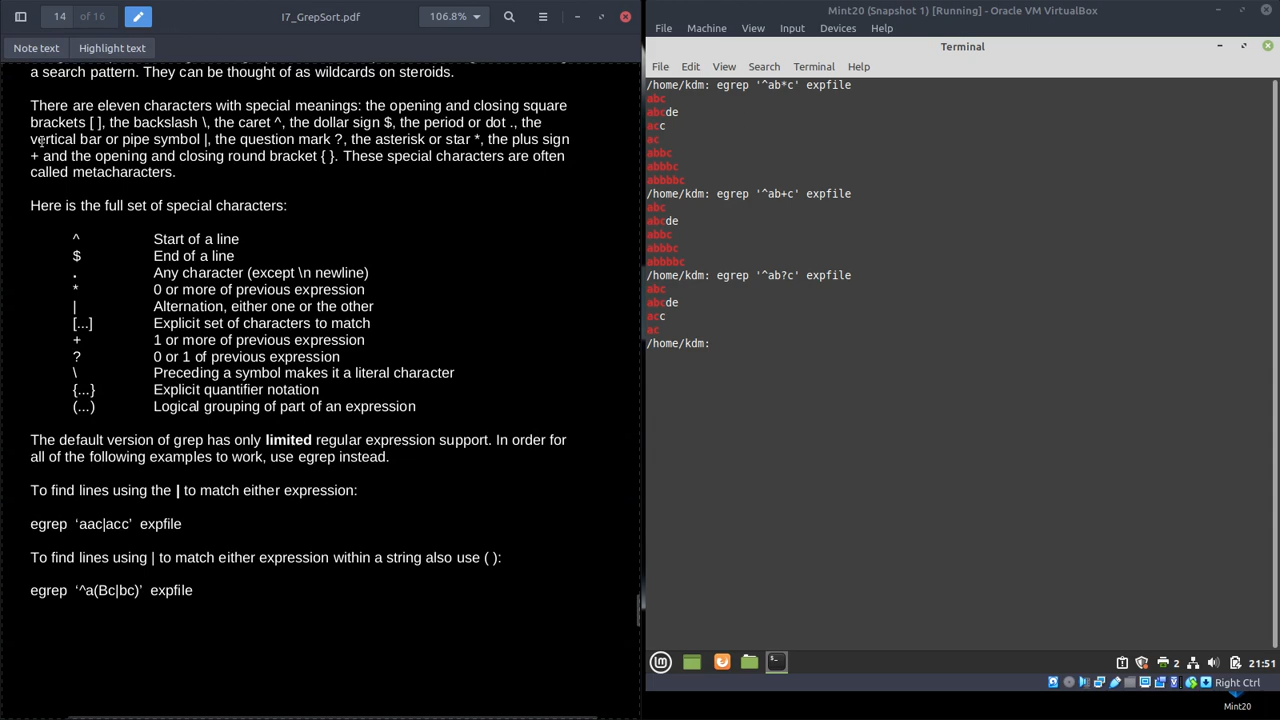 14 of 16
I7_GrepSort.pdf
106.8%
Note text
Highlight text
a search pattern. They can be thought of as wildcards on steroids.
There are eleven characters with special meanings: the opening and closing square
brackets [ ], the backslash \, the caret ^, the dollar sign $, the period or dot ., the
vertical bar or pipe symbol |, the question mark ?, the asterisk or star *, the plus sign
+ and the opening and closing round bracket { }. These special characters are often
called metacharacters.
Here is the full set of special characters:
^ Start of a line
$ End of a line
. Any character (except \n newline)
* 0 or more of previous expression
| Alternation, either one or the other
[...] Explicit set of characters to match
+ 1 or more of previous expression
? 0 or 1 of previous expression
\ Preceding a symbol makes it a literal character
{...} Explicit quantifier notation
(...) Logical grouping of part of an expression
The default version of grep has only limited regular expression support. In order for
all of the following examples to work, use egrep instead.
To find lines using the | to match either expression:
egrep ‘aac|acc’ expfile
To find lines using | to match either expression within a string also use ( ):
egrep ‘^a(Bc|bc)’ expfile
Mint20 (Snapshot 1) [Running] - Oracle VM VirtualBox
File Machine View Input Devices Help
Terminal
File Edit View Search Terminal Help
/home/kdm: egrep '^ab*c' expfile
abc
abcde
acc
ac
abbc
abbbc
abbbbc
/home/kdm: egrep '^ab+c' expfile
abc
abcde
abbc
abbbc
abbbbc
/home/kdm: egrep '^ab?c' expfile
abc
abcde
acc
ac
/home/kdm:
2
21:51
Right Ctrl
Mint20